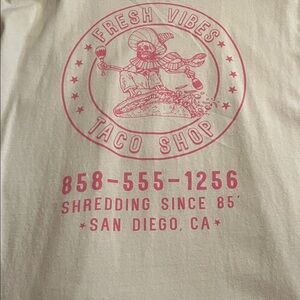 FRESH VIBES
TACO SHOP
858-555-1256
SHREDDING SINCE 85'
SAN DIEGO, CA